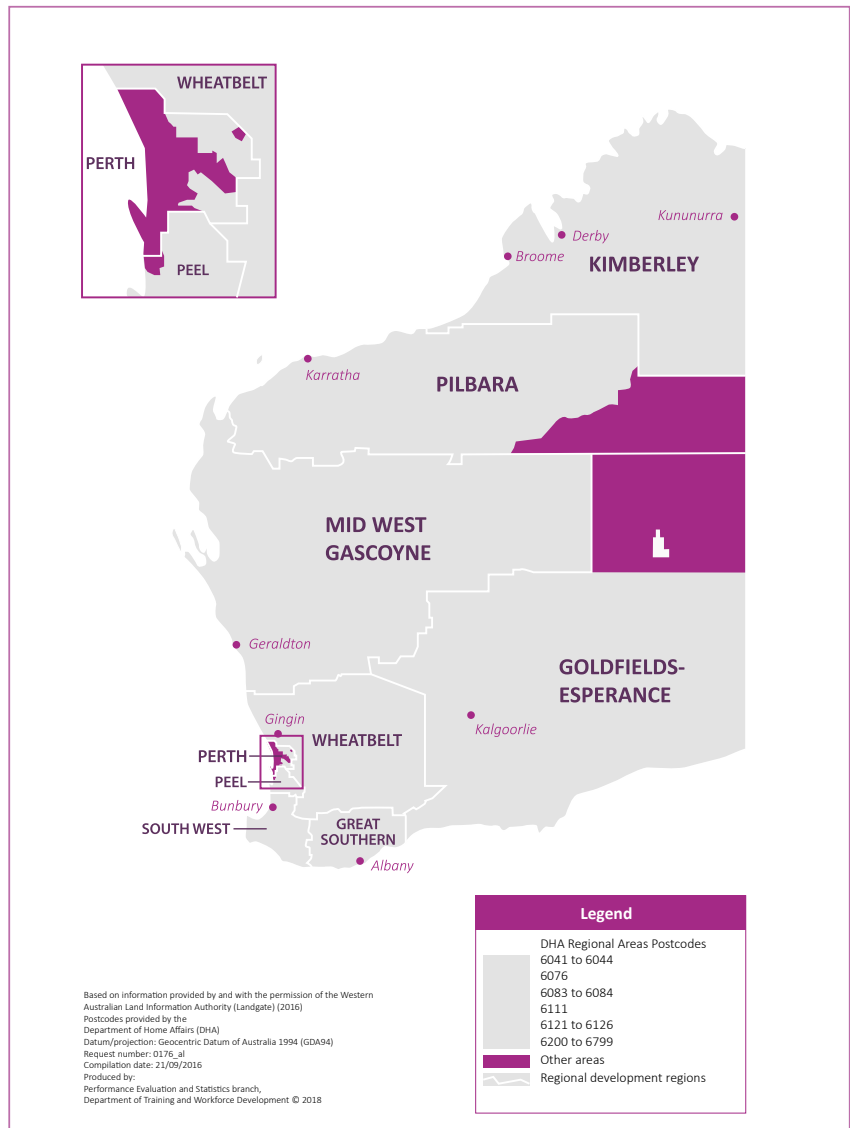 WHEATBELT
PERTH
PEEL
Kununurra
Derby
Broome
KIMBERLEY
Karratha
PILBARA
MID WEST
GASCOYNE
Geraldton
GOLDFIELDS-
ESPERANCE
Kalgoorlie
Gingin
WHEATBELT
PERTH
PEEL
Bunbury
SOUTH WEST
GREAT
SOUTHERN
Albany
Legend
DHA Regional Areas Postcodes
6041 to 6044
6076
6083 to 6084
6111
6121 to 6126
6200 to 6799
Other areas
Regional development regions
Based on information provided by and with the permission of the Western
Australian Land Information Authority (Landgate) (2016)
Postcodes provided by the
Department of Home Affairs (DHA)
Datum/projection: Geocentric Datum of Australia 1994 (GDA94)
Request number: 0176_al
Compilation date: 21/09/2016
Produced by:
Performance Evaluation and Statistics branch,
Department of Training and Workforce Development © 2018